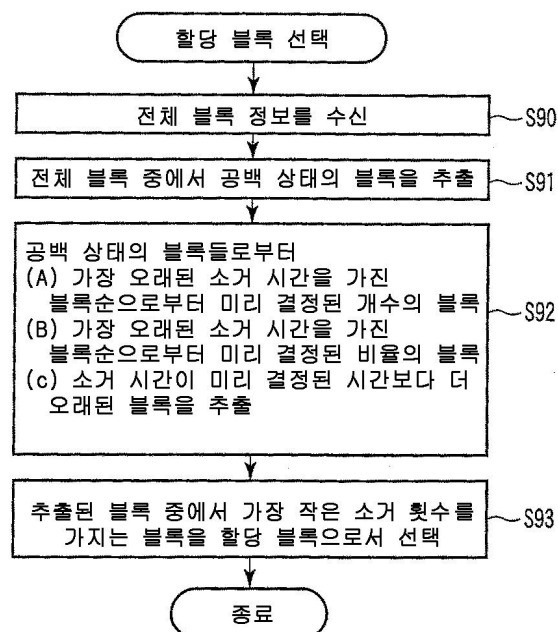 할당 블록 선택
전체 블록 정보를 수신
S90
전체 블록 중에서 공백 상태의 블록을 추출
S91
공백 상태의 블록들로부터
(A) 가장 오래된 소거 시간을 가진
블록순으로부터 미리 결정된 개수의 블록
(B) 가장 오래된 소거 시간을 가진
블록순으로부터 미리 결정된 비율의 블록
(c) 소거 시간이 미리 결정된 시간보다 더
오래된 블록을 추출
S92
추출된 블록 중에서 가장 작은 소거 횟수를
가지는 블록을 할당 블록으로서 선택
S93
종료